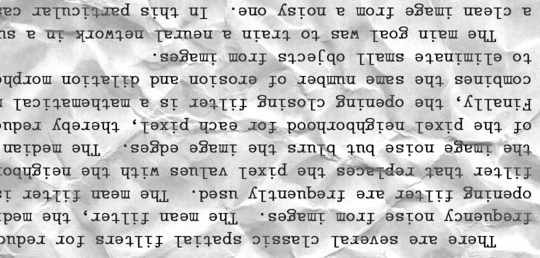 There are several classic spatial filters for reduc
frequency noise from images. The mean filter, the medi
opening filter are frequently used. The mean filter is
filter that replaces the pixel values with the neighbo
the image noise but blurs the image edges. The median
of the pixel neighborhood for each pixel, thereby reduc
Finally, the opening closing filter is a mathematical
combines the same number of erosion and dilation morpho
to eliminate small objects from images.
The main goal was to train a neural network in a su
a clean image from a noisy one. In this particular cas